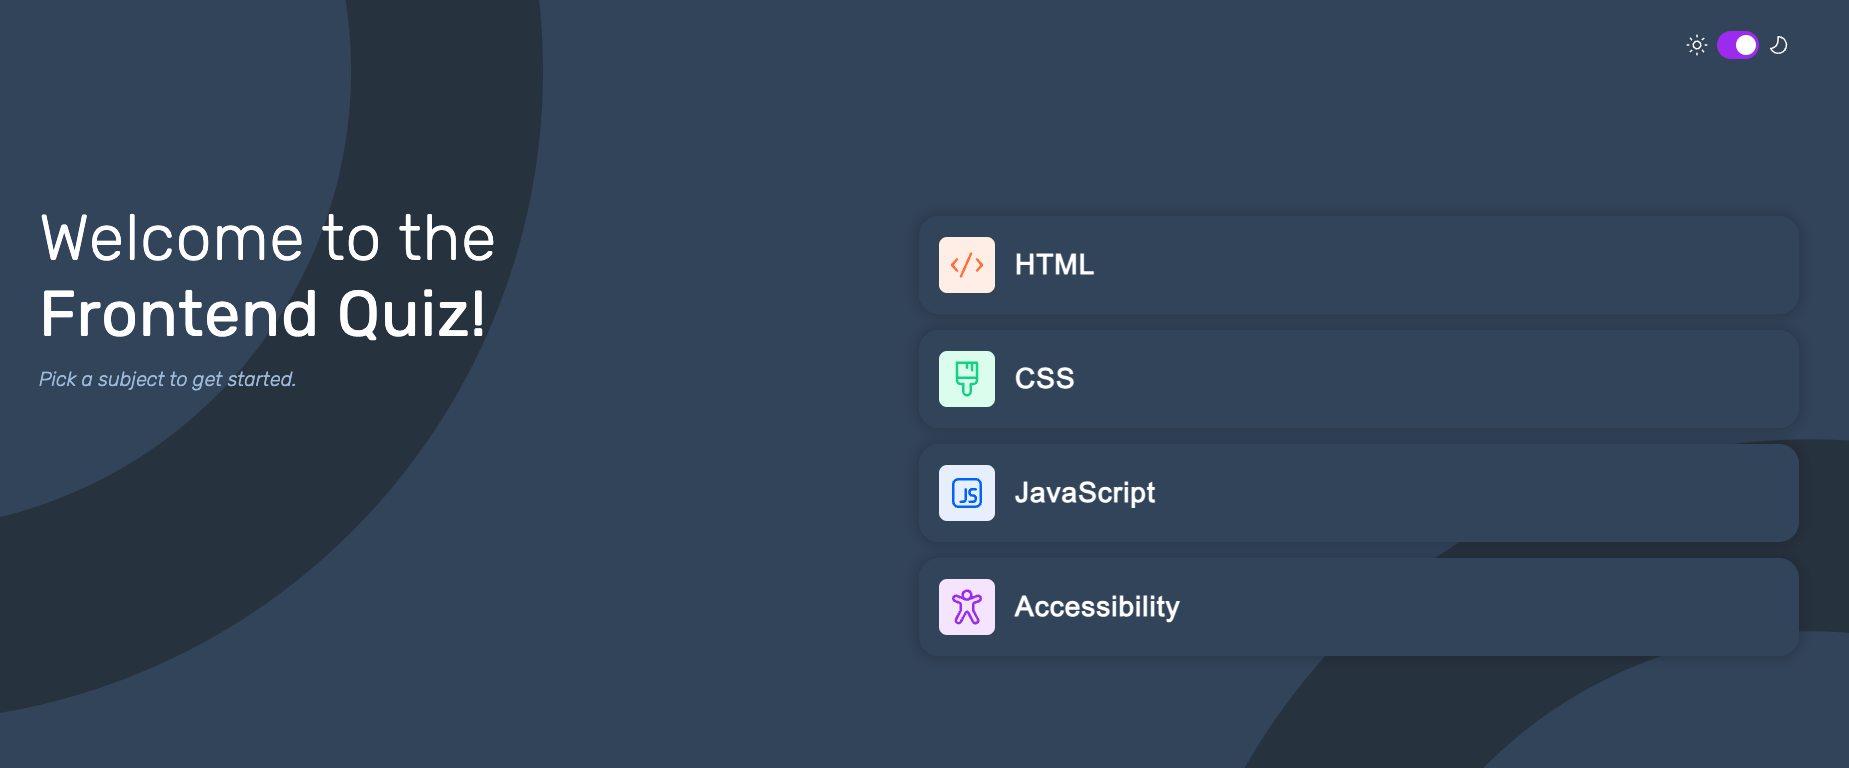 Welcome to the
Frontend Quiz!
Pick a subject to get started.
HTML
CSS
JS
JavaScript
Accessibility